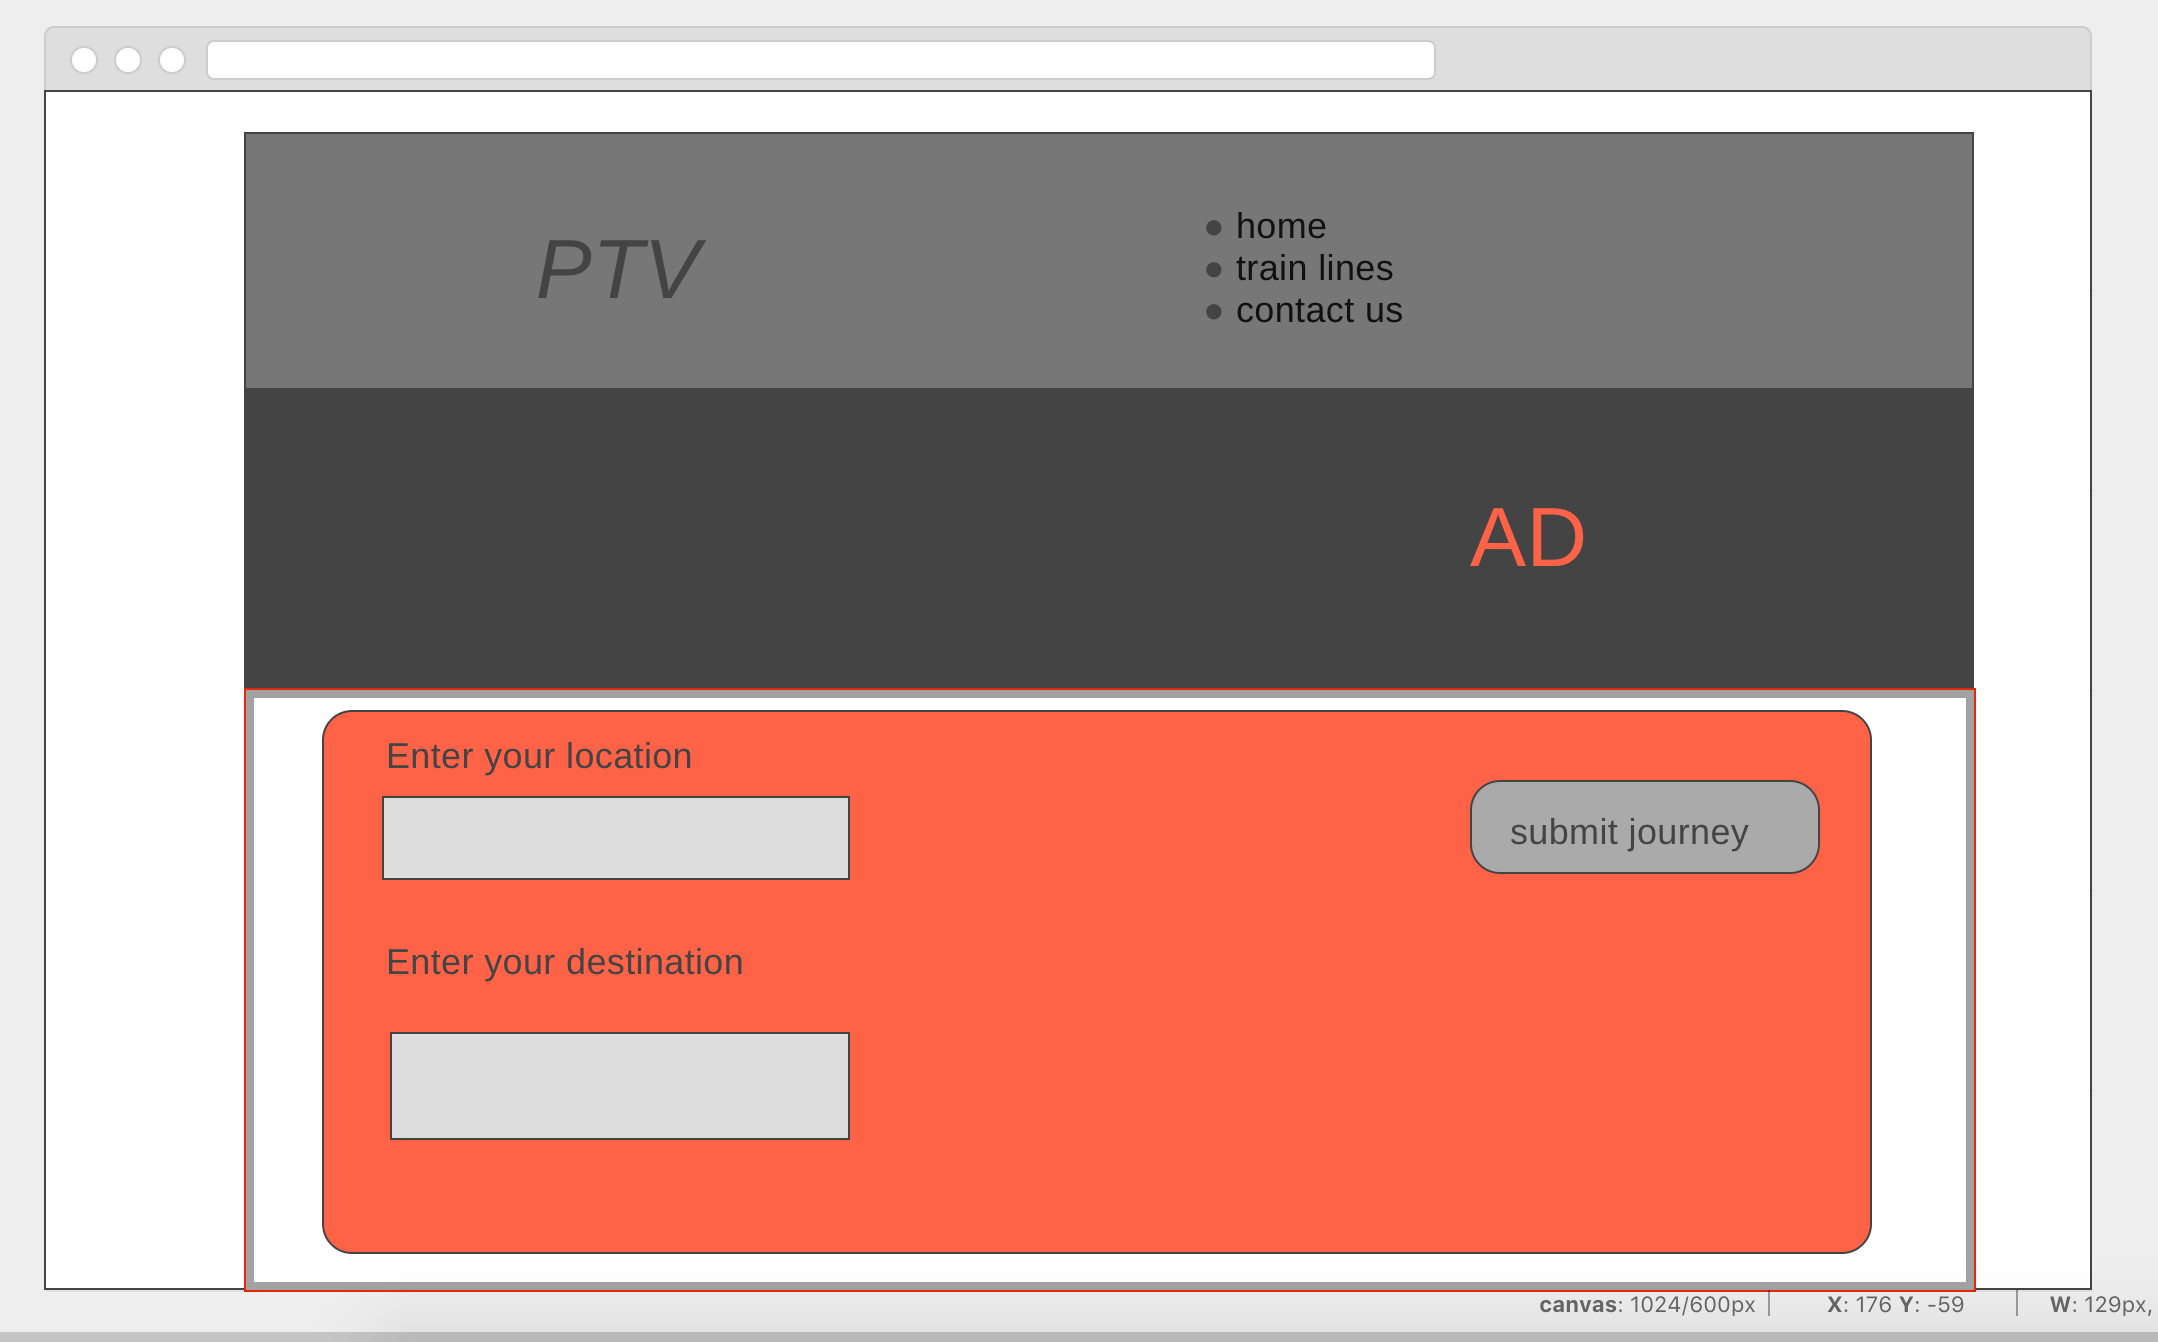 PTV
home
train lines
contact us
AD
Enter your location
submit journey
Enter your destination
canvas: 1024/600px | X: 176 Y: -59 | W: 129px,